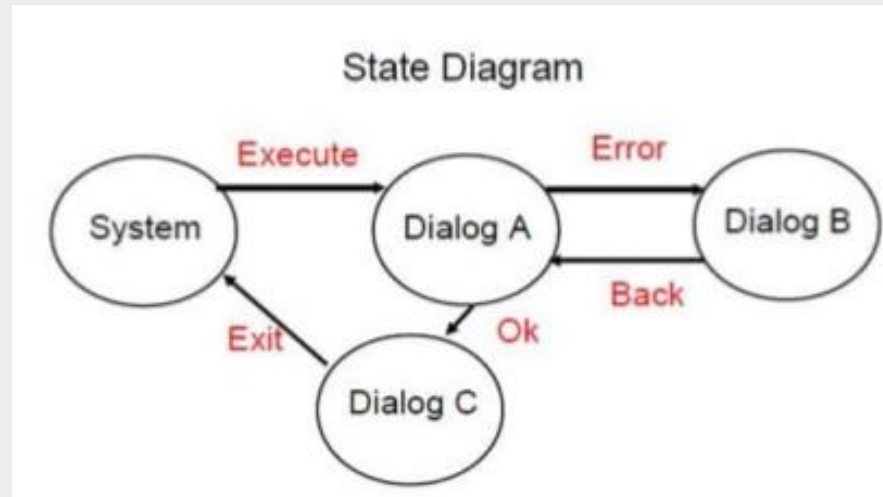 State Diagram
Execute
Error
System
Dialog A
Dialog B
Back
Exit
Ok
Dialog C